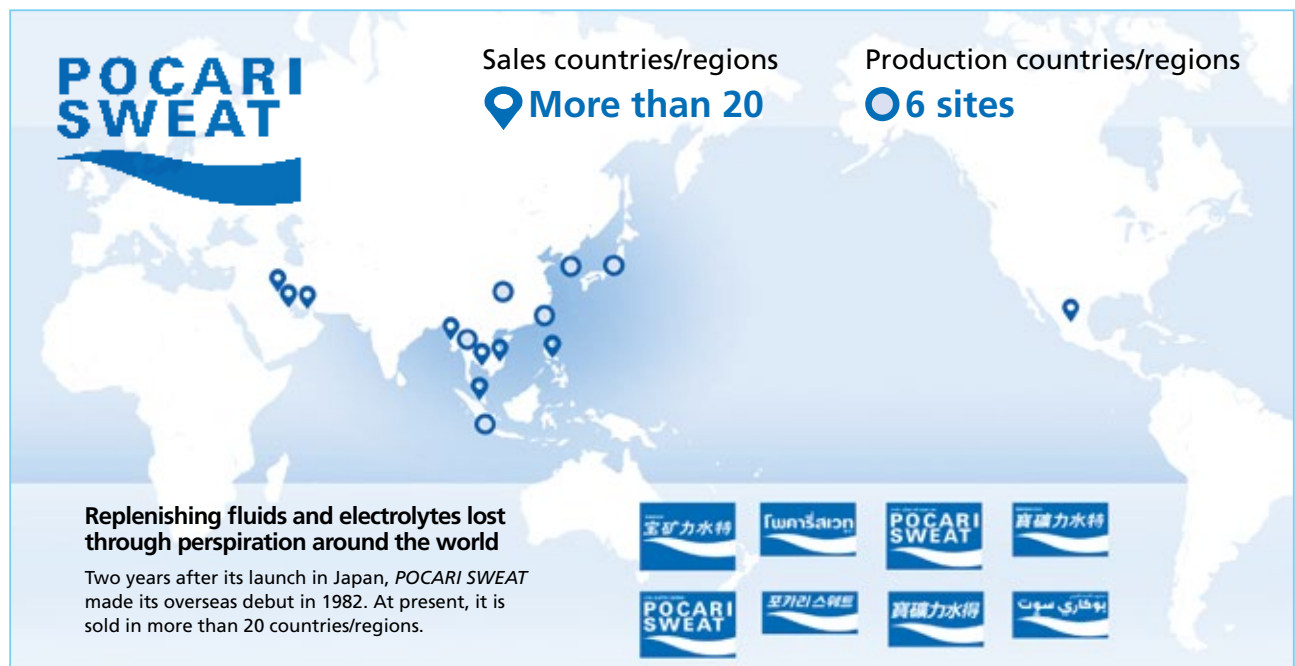 POCARI
SWEAT
Sales countries/regions
More than 20
Production countries/regions
6 sites
Replenishing fluids and electrolytes lost
through perspiration around the world
Two years after its launch in Japan, POCARI SWEAT
made its overseas debut in 1982. At present, it is
sold in more than 20 countries/regions.
宝矿力水特
โพคารีสเวท
POCARI
SWEAT
寶礦力水特
POCARI
SWEAT
포카리스웨트
寶礦力水得
بوكاري سويت